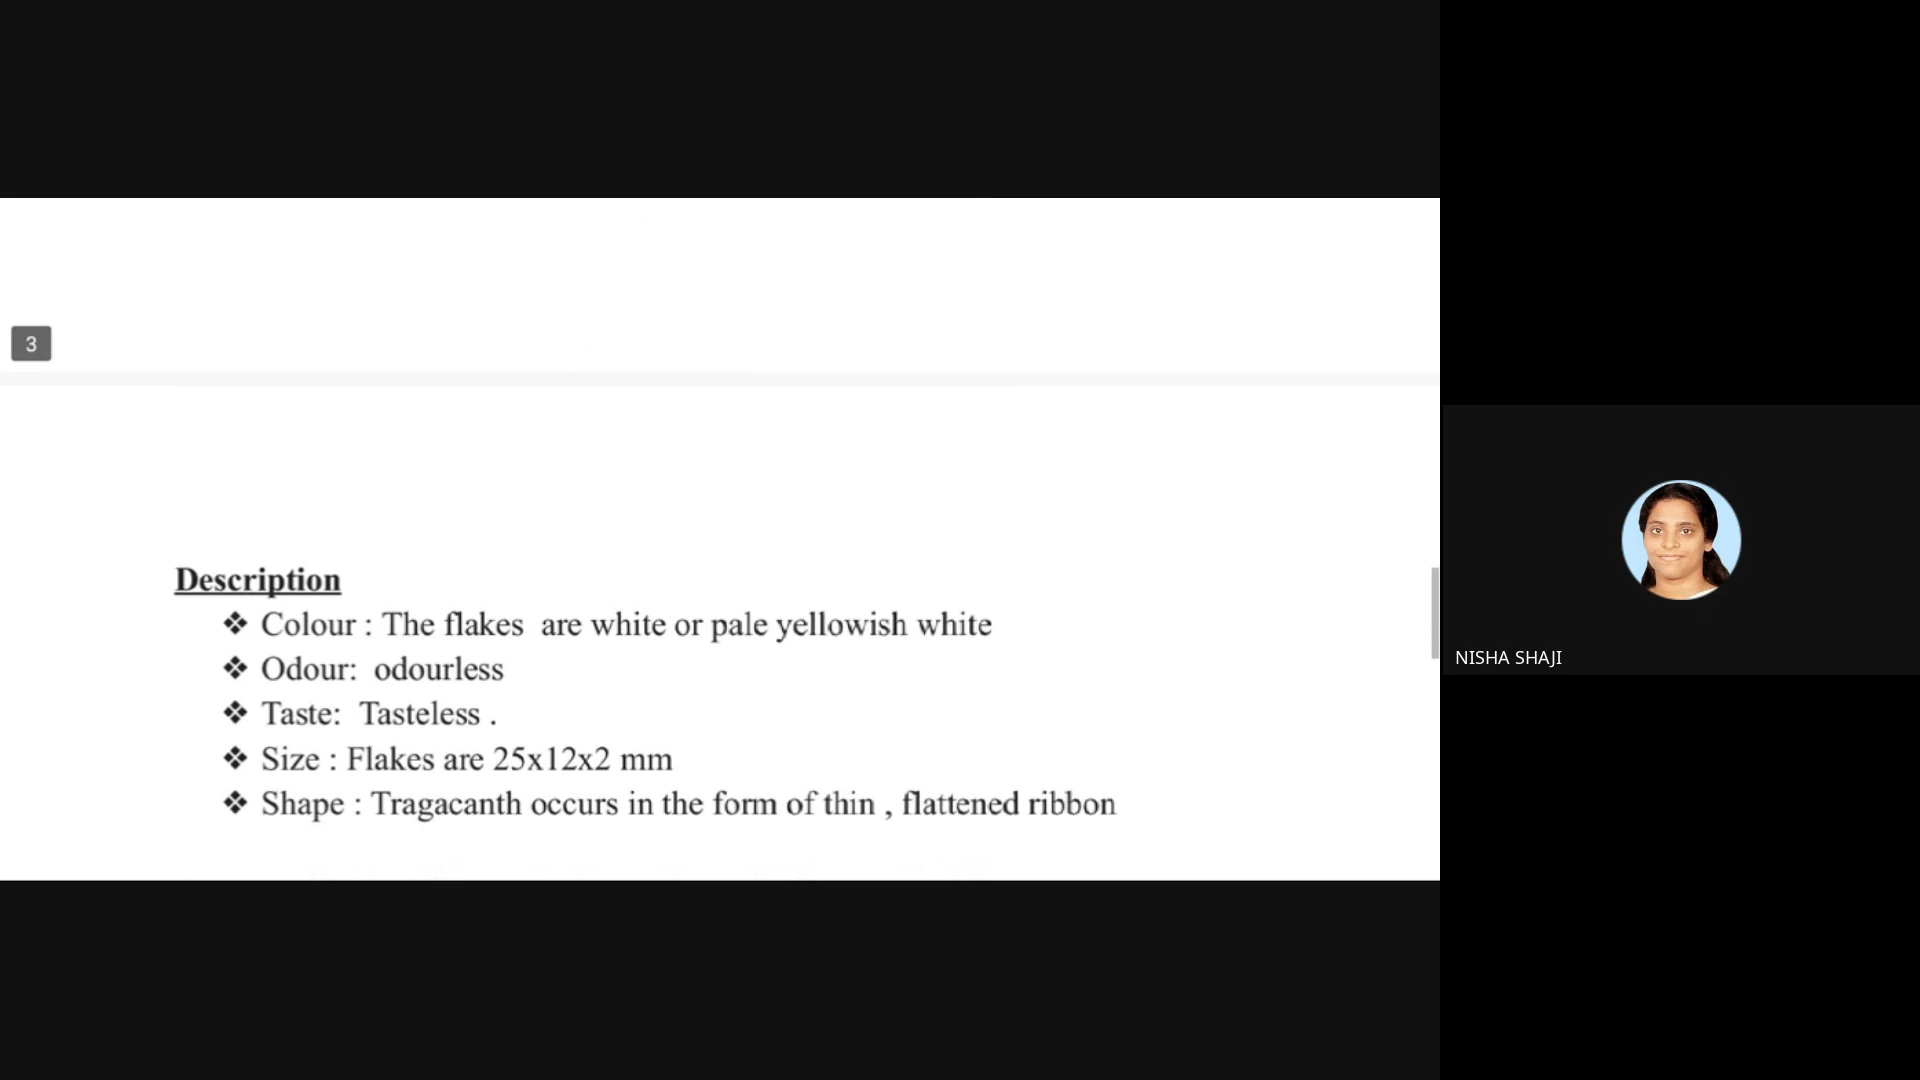 3
Description
❖ Colour : The flakes are white or pale yellowish white
❖ Odour: odourless
❖ Taste: Tasteless .
❖ Size : Flakes are 25x12x2 mm
❖ Shape : Tragacanth occurs in the form of thin , flattened ribbon
NISHA SHAJI